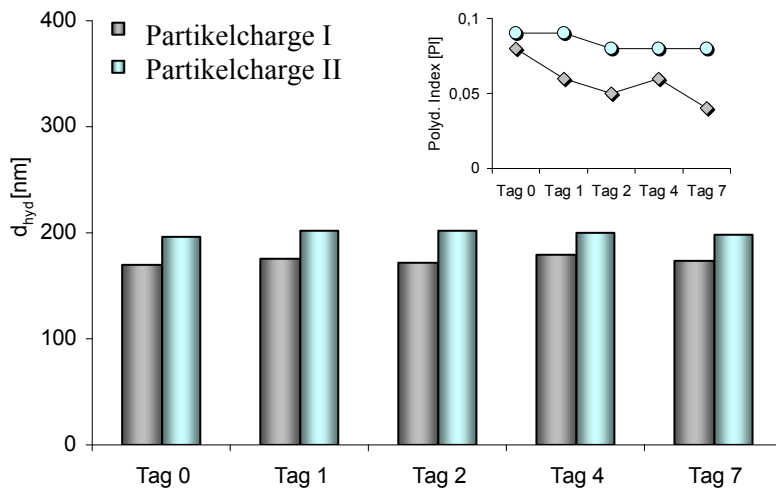 Partikelcharge I
Partikelcharge II
d_hyd [nm]
400
300
200
100
0
Tag 0 Tag 1 Tag 2 Tag 4 Tag 7
Polyd. Index [PI]
0,1
0,05
0
Tag 0 Tag 1 Tag 2 Tag 4 Tag 7